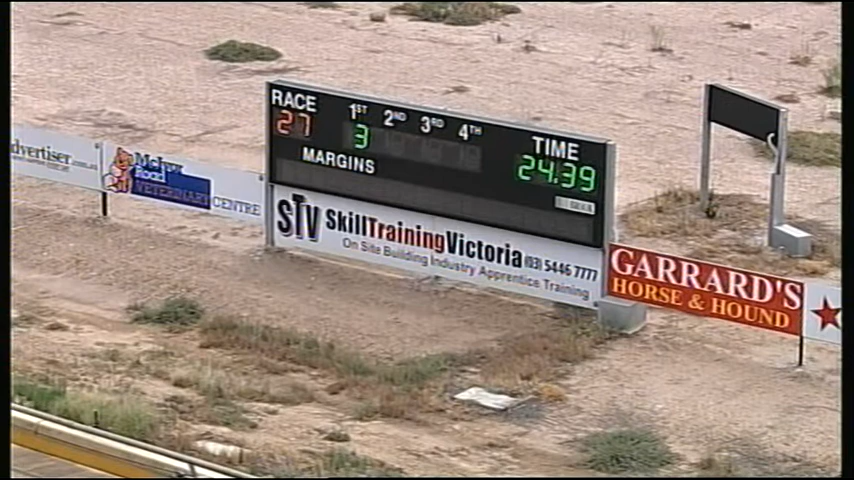 RACE 1ST 2ND 3RD 4TH TIME
27 3 24.39
MARGINS
dvertiser
McIvor
Road
VETERINARY CENTRE
STV SkillTrainingVictoria (03) 5446 7777
On Site Building Industry Apprentice Training
GARRARD'S
HORSE & HOUND